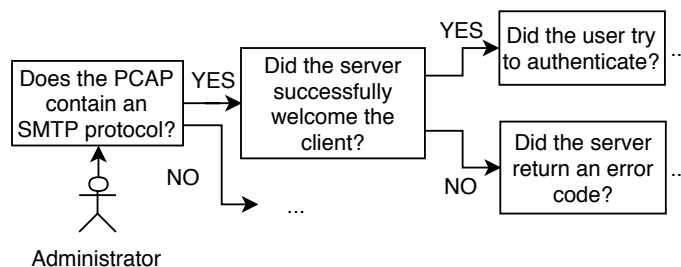 Does the PCAP
contain an
SMTP protocol?
YES
Did the server
successfully
welcome the
client?
YES
Did the user try
to authenticate?
..
NO
Did the server
return an error
code?
..
NO
...
Administrator